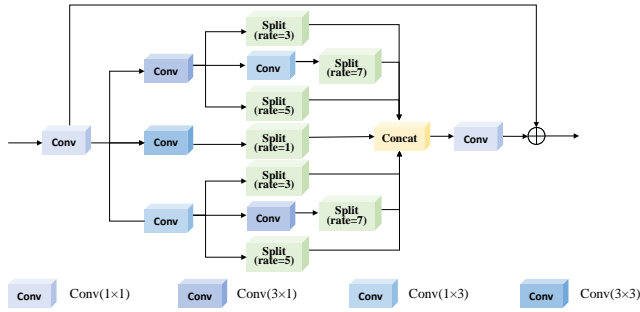 Split
(rate=3)
Conv
Conv
Split
(rate=7)
Split
(rate=5)
Conv
Conv
Split
(rate=1)
Concat
Conv
Split
(rate=3)
Conv
Conv
Split
(rate=7)
Split
(rate=5)
Conv Conv(1×1)
Conv Conv(3×1)
Conv Conv(1×3)
Conv Conv(3×3)